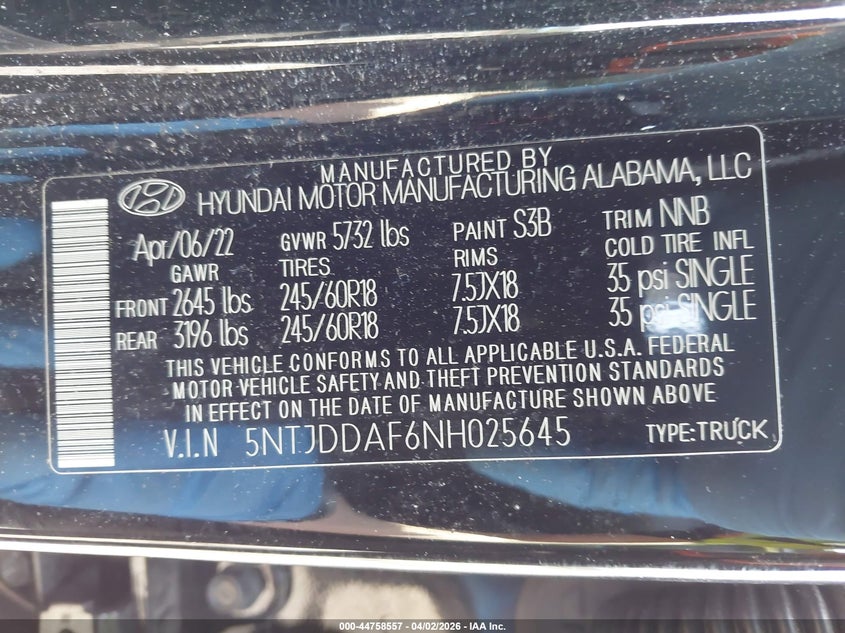 MANUFACTURED BY
HYUNDAI MOTOR MANUFACTURING ALABAMA, LLC
Apr/06/22 GVWR 5732 lbs PAINT S3B TRIM NNB
GAWR TIRES RIMS COLD TIRE INFL
FRONT 2645 lbs 245/60R18 7.5JX18 35 psi SINGLE
REAR 3196 lbs 245/60R18 7.5JX18 35 psi SINGLE
THIS VEHICLE CONFORMS TO ALL APPLICABLE U.S.A. FEDERAL
MOTOR VEHICLE SAFETY AND THEFT PREVENTION STANDARDS
IN EFFECT ON THE DATE OF MANUFACTURE SHOWN ABOVE
V.I.N 5NTJDDAF6NH025645 TYPE:TRUCK
000-44758557 - 04/02/2026 - IAA Inc.